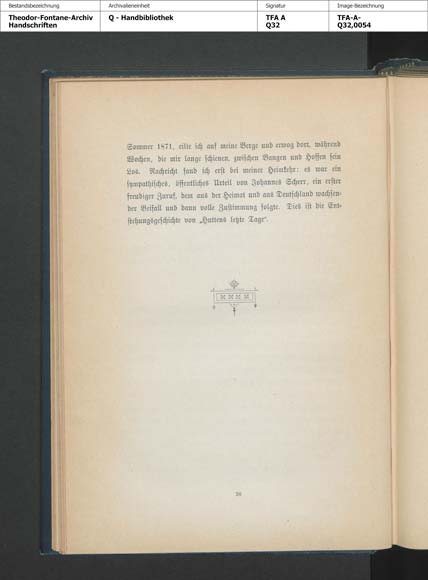 Bestandsbezeichnung
Theodor-Fontane-Archiv
Handschriften
Archivalieneinheit
Q - Handbibliothek
Signatur
TFA A
Q32
Image-Bezeichnung
TFA-A-
Q32,0054
Sommer 1871, eilte ich auf meine Berge und erwog dort, während
Wochen, die mir lange schienen, zwischen Bangen und Hoffen sein
Los. Nachricht fand ich erst bei meiner Heimkehr: es war ein
sympathisches, öffentliches Urteil von Johannes Scherr, ein erster
freudiger Zuruf, dem aus der Heimat und aus Deutschland wachsen-
der Beifall und dann volle Zustimmung folgte. Dies ist die Ent-
stehungsgeschichte von „Huttens letzte Tage“.